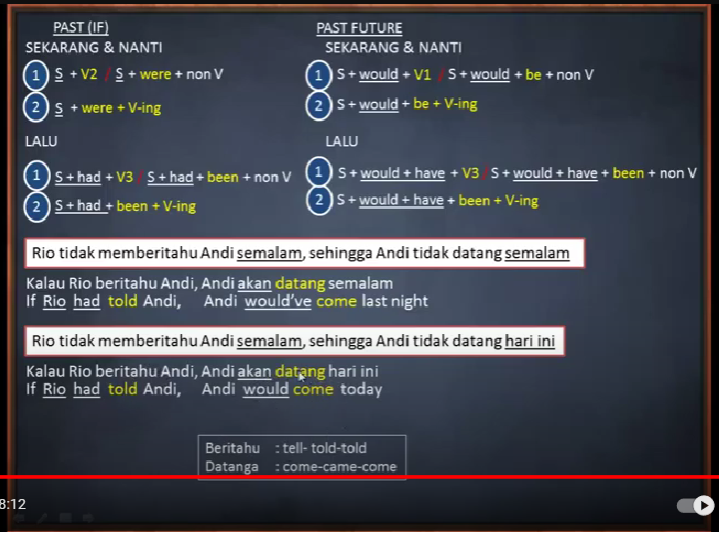 PAST (IF)
SEKARANG & NANTI
1 S + V2 / S + were + non V
2 S + were + V-ing
LALU
1 S + had + V3 / S + had + been + non V
2 S + had + been + V-ing
PAST FUTURE
SEKARANG & NANTI
1 S + would + V1 / S + would + be + non V
2 S + would + be + V-ing
LALU
1 S + would + have + V3 / S + would + have + been + non V
2 S + would + have + been + V-ing
Rio tidak memberitahu Andi semalam, sehingga Andi tidak datang semalam
Kalau Rio beritahu Andi, Andi akan datang semalam
If Rio had told Andi, Andi would've come last night
Rio tidak memberitahu Andi semalam, sehingga Andi tidak datang hari ini
Kalau Rio beritahu Andi, Andi akan datang hari ini
If Rio had told Andi, Andi would come today
Beritahu : tell- told-told
Datanga : come-came-come
8:12